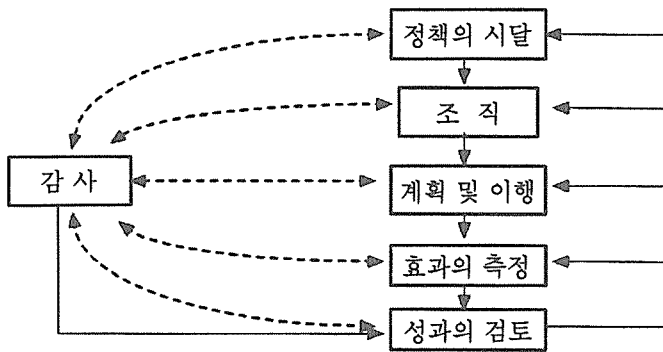 정책의 시달
조 직
감 사
계획 및 이행
효과의 측정
성과의 검토